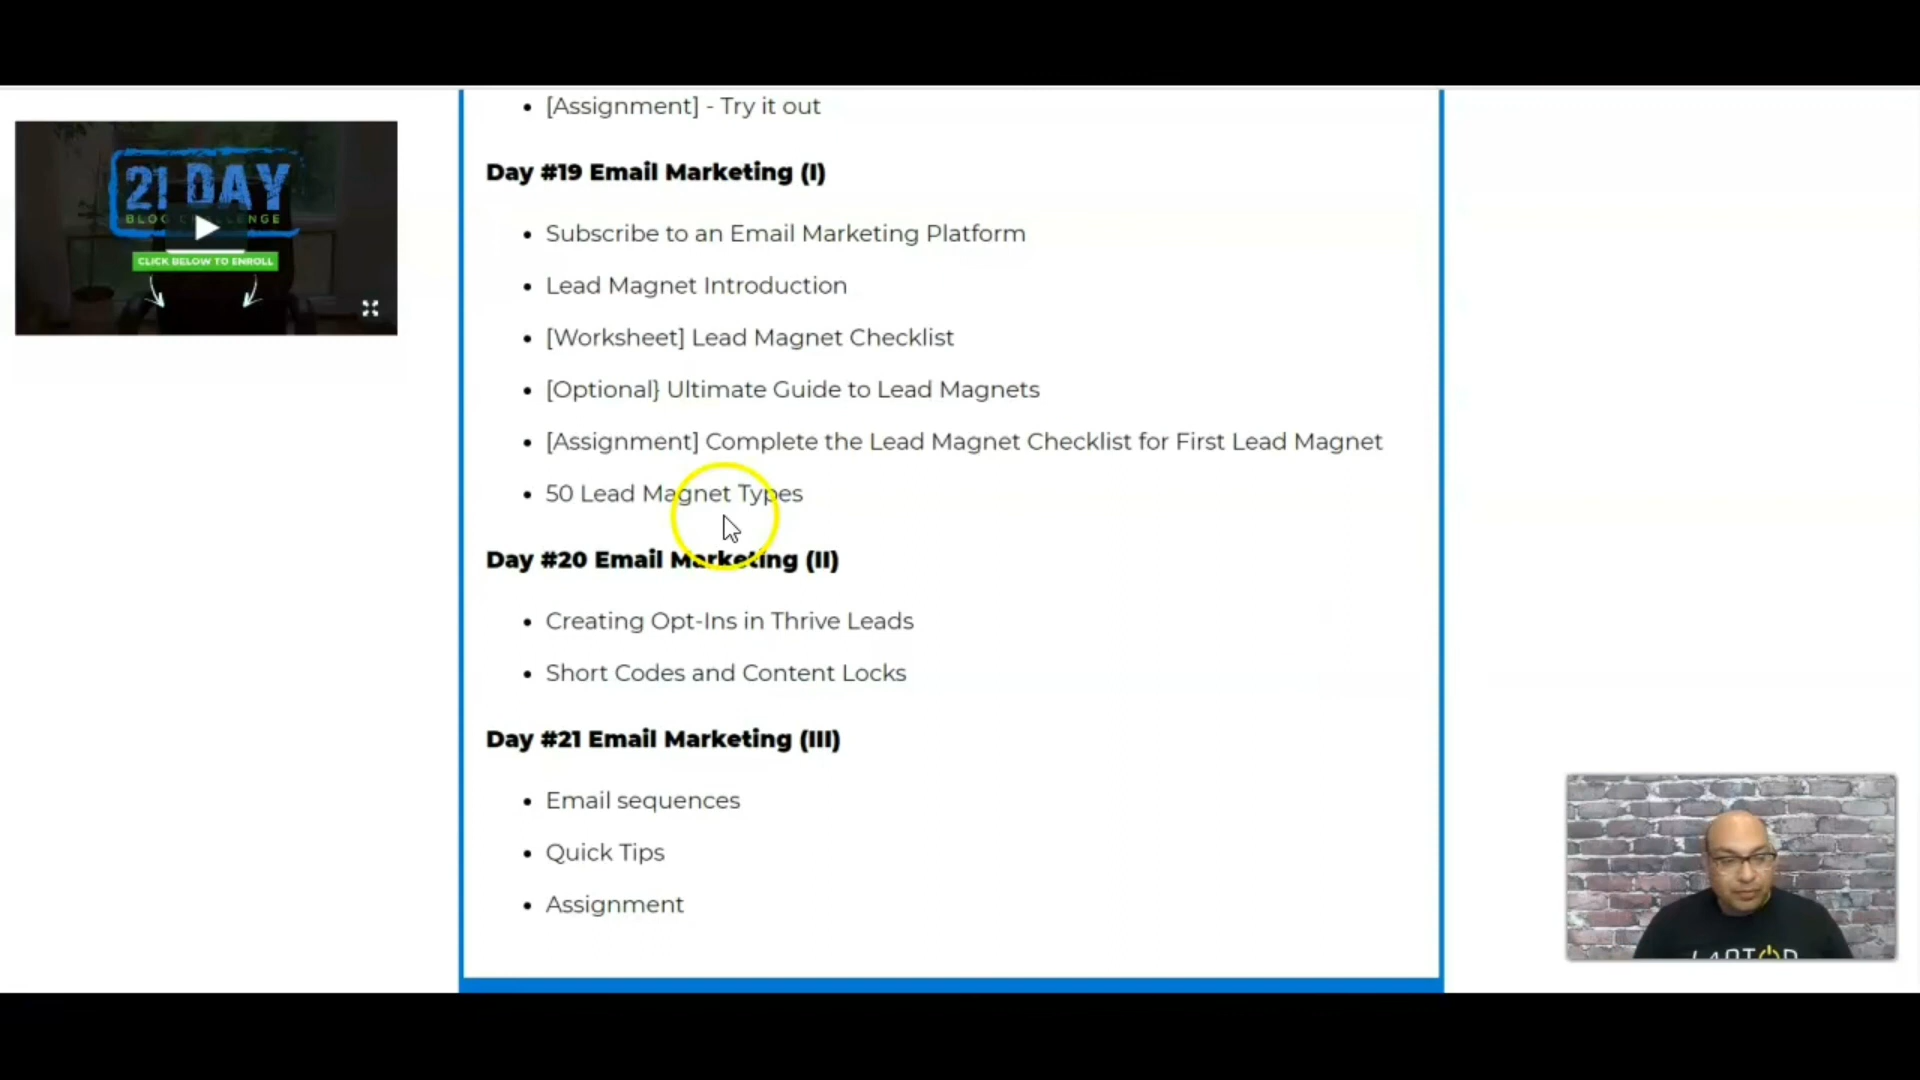 [Assignment] - Try it out
21 DAY
BLOG CHALLENGE
CLICK BELOW TO ENROLL
Day #19 Email Marketing (I)
Subscribe to an Email Marketing Platform
Lead Magnet Introduction
[Worksheet] Lead Magnet Checklist
[Optional} Ultimate Guide to Lead Magnets
[Assignment] Complete the Lead Magnet Checklist for First Lead Magnet
50 Lead Magnet Types
Day #20 Email Marketing (II)
Creating Opt-Ins in Thrive Leads
Short Codes and Content Locks
Day #21 Email Marketing (III)
Email sequences
Quick Tips
Assignment